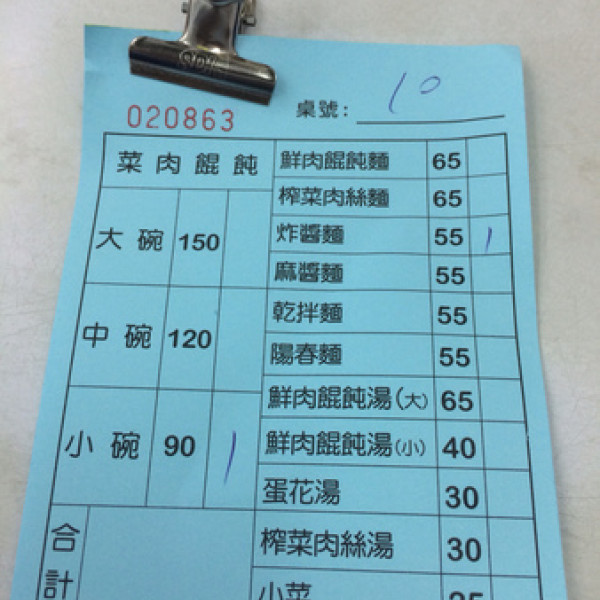 020863
桌號: 10
菜肉餛飩
大碗 150
中碗 120
小碗 90 1
合計
鮮肉餛飩麵 65
榨菜肉絲麵 65
炸醬麵 55 1
麻醬麵 55
乾拌麵 55
陽春麵 55
鮮肉餛飩湯(大) 65
鮮肉餛飩湯(小) 40
蛋花湯 30
榨菜肉絲湯 30
小菜